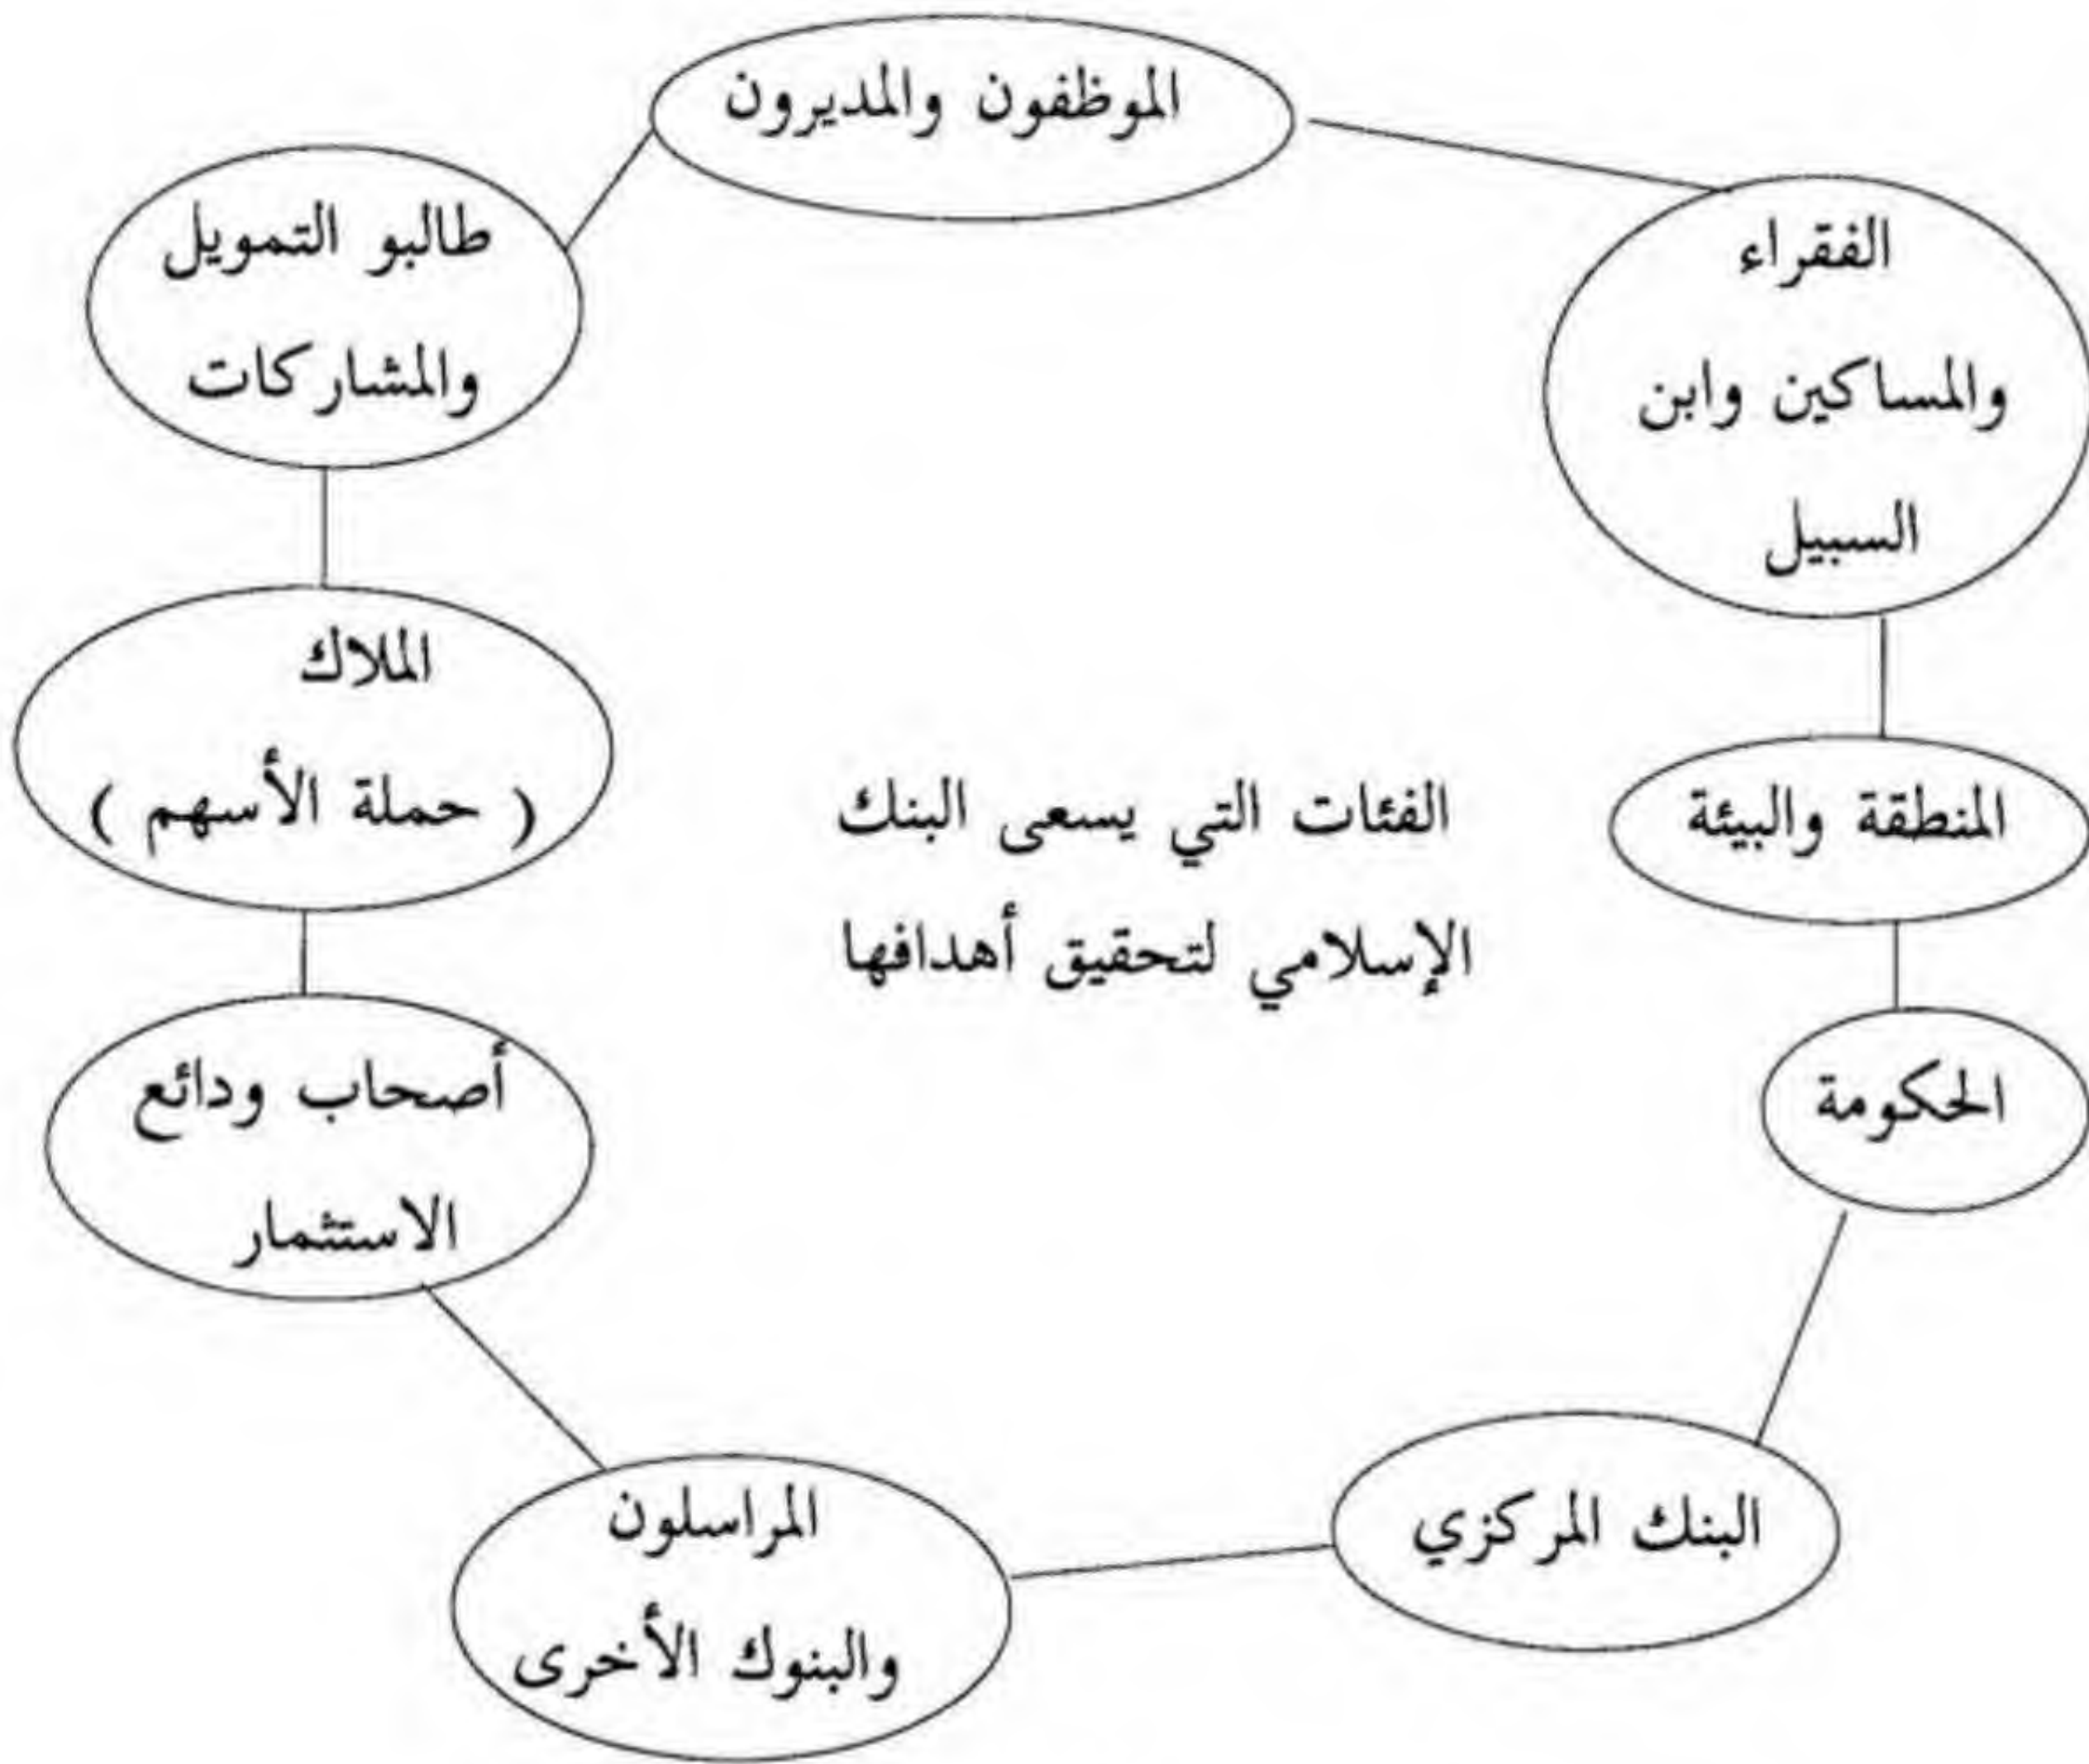 الموظفون والمديرون
الفقراء
والمساكين وابن
السبيل
المنطقة والبيئة
الحكومة
البنك المركزي
المراسلون
والبنوك الأخرى
أصحاب ودائع
الاستثمار
الملاك
( حملة الأسهم )
طالبو التمويل
والمشاركات
الفئات التي يسعى البنك
الإسلامي لتحقيق أهدافها